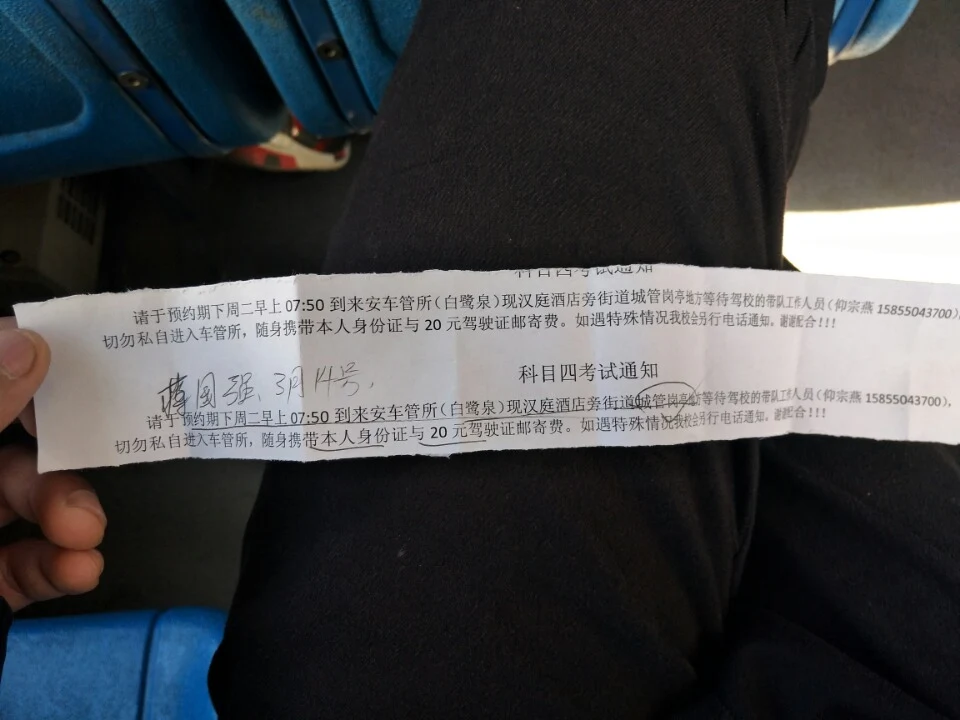 科目四考试通知
请于预约期下周二早上 07:50 到来安车管所（白鹭泉）现汉庭酒店旁街道城管岗亭地方等待驾校的带队工作人员（仰宗燕 15855043700），
切勿私自进入车管所，随身携带本人身份证与 20 元驾驶证邮寄费。如遇特殊情况我校会另行电话通知，谢谢配合！！！
科目四考试通知
国强、3月14号，
请于预约期下周二早上 07:50 到来安车管所（白鹭泉）现汉庭酒店旁街道城管岗亭地方等待驾校的带队工作人员（仰宗燕 15855043700），
切勿私自进入车管所，随身携带本人身份证与 20 元驾驶证邮寄费。如遇特殊情况我校会另行电话通知，谢谢配合！！！